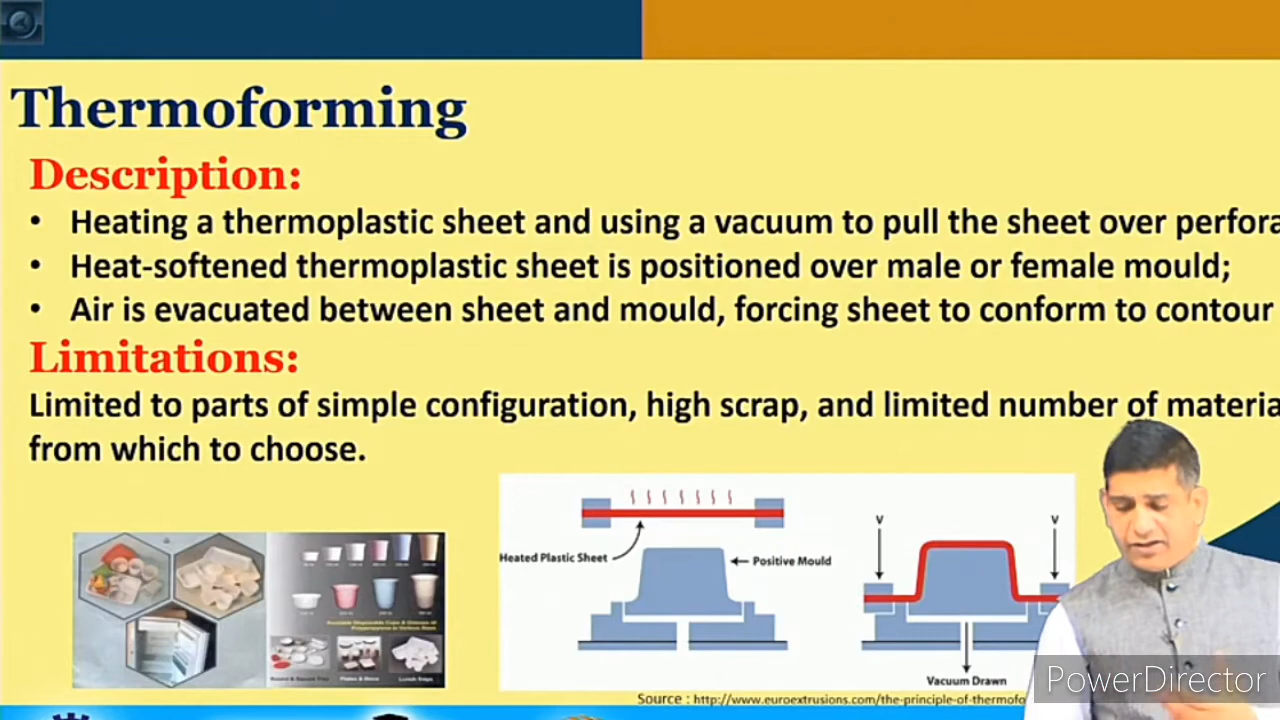 Thermoforming
Description:
• Heating a thermoplastic sheet and using a vacuum to pull the sheet over perfora
• Heat-softened thermoplastic sheet is positioned over male or female mould;
• Air is evacuated between sheet and mould, forcing sheet to conform to contour
Limitations:
Limited to parts of simple configuration, high scrap, and limited number of materia
from which to choose.
Heated Plastic Sheet
Positive Mould
V
V
Vacuum Drawn
Source : http://www.euroextrusions.com/the-principle-of-thermofo
PowerDirector